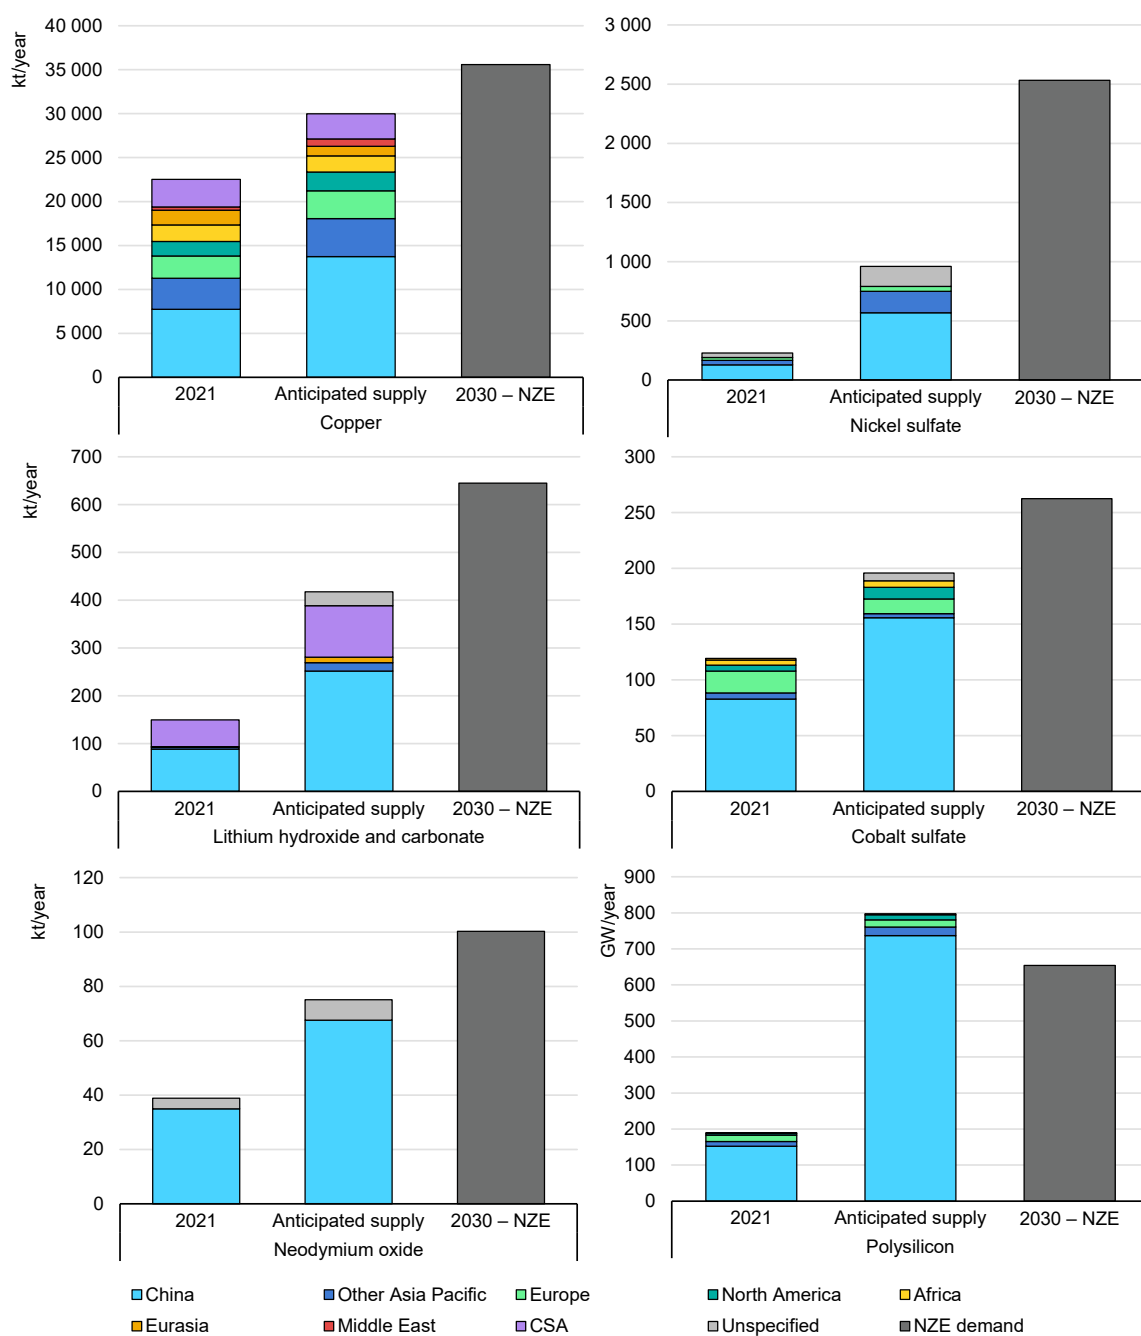 kt/year
40 000
35 000
30 000
25 000
20 000
15 000
10 000
5 000
0
2021 Anticipated supply 2030 – NZE
Copper
3 000
2 500
2 000
1 500
1 000
500
0
2021 Anticipated supply 2030 – NZE
Nickel sulfate
kt/year
700
600
500
400
300
200
100
0
2021 Anticipated supply 2030 – NZE
Lithium hydroxide and carbonate
300
250
200
150
100
50
0
2021 Anticipated supply 2030 – NZE
Cobalt sulfate
kt/year
120
100
80
60
40
20
0
2021 Anticipated supply 2030 – NZE
Neodymium oxide
GW/year
900
800
700
600
500
400
300
200
100
0
2021 Anticipated supply 2030 – NZE
Polysilicon
China Other Asia Pacific Europe North America Africa
Eurasia Middle East CSA Unspecified NZE demand